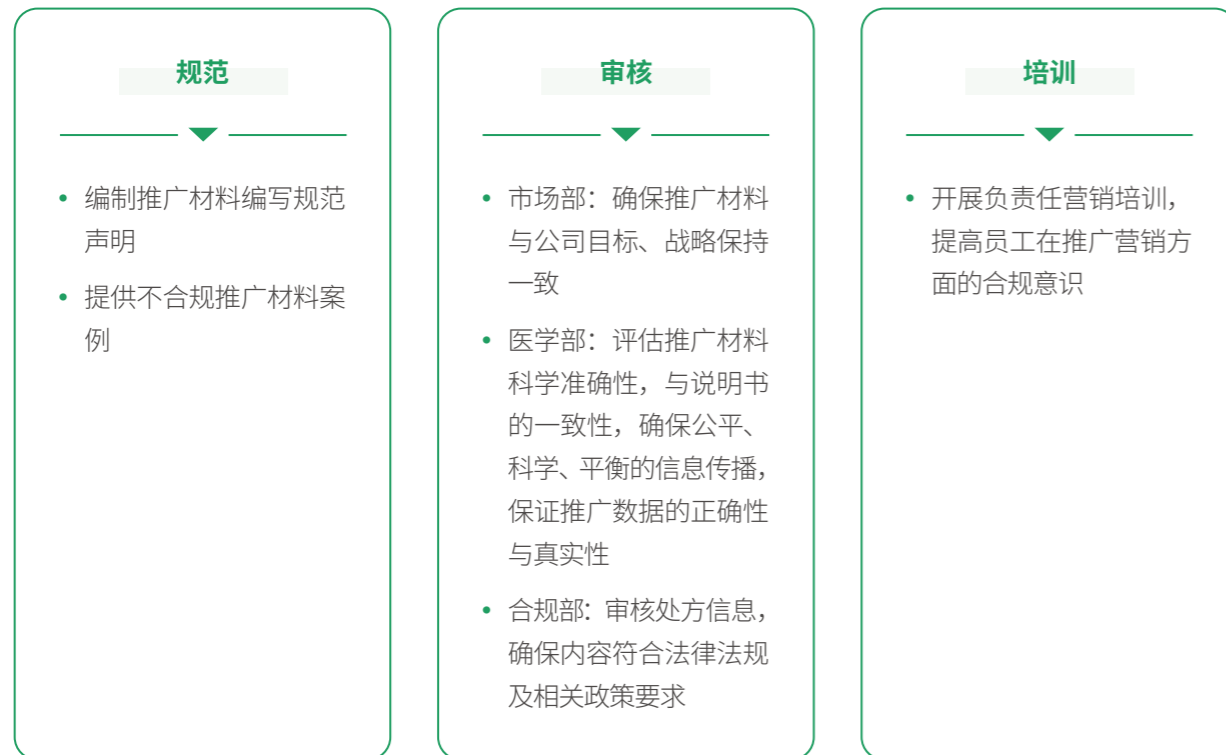 规范
• 编制推广材料编写规范
声明
• 提供不合规推广材料案
例
审核
• 市场部：确保推广材料
与公司目标、战略保持
一致
• 医学部：评估推广材料
科学准确性，与说明书
的一致性，确保公平、
科学、平衡的信息传播，
保证推广数据的正确性
与真实性
• 合规部：审核处方信息，
确保内容符合法律法规
及相关政策要求
培训
• 开展负责任营销培训，
提高员工在推广营销方
面的合规意识